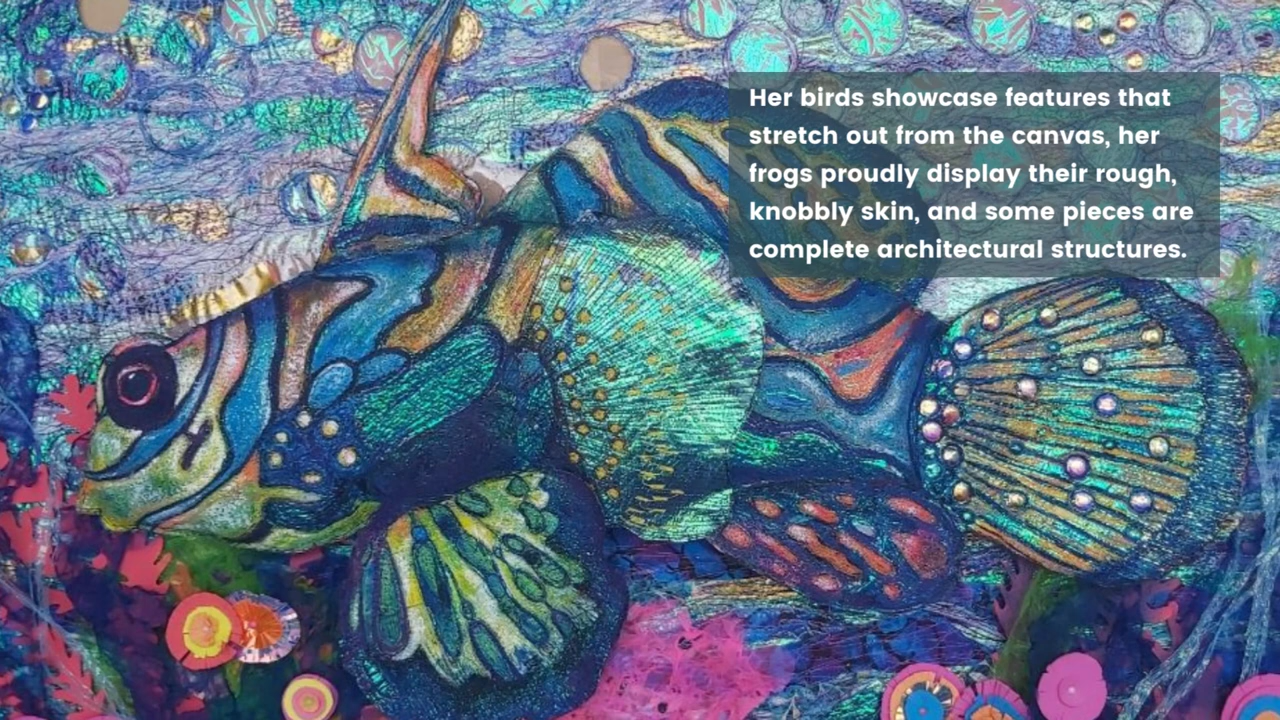 Her birds showcase features that
stretch out from the canvas, her
frogs proudly display their rough,
knobbly skin, and some pieces are
complete architectural structures.